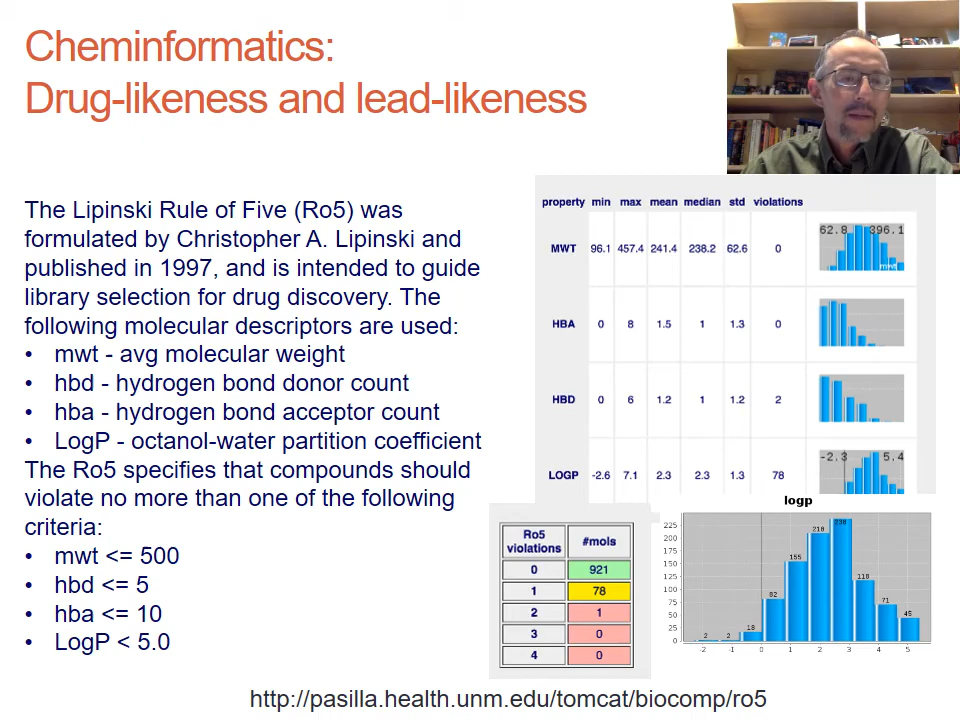 Cheminformatics:
Drug-likeness and lead-likeness
The Lipinski Rule of Five (Ro5) was
formulated by Christopher A. Lipinski and
published in 1997, and is intended to guide
library selection for drug discovery. The
following molecular descriptors are used:
• mwt - avg molecular weight
• hbd - hydrogen bond donor count
• hba - hydrogen bond acceptor count
• LogP - octanol-water partition coefficient
The Ro5 specifies that compounds should
violate no more than one of the following
criteria:
• mwt <= 500
• hbd <= 5
• hba <= 10
• LogP < 5.0
property min max mean median std violations
MWT 96.1 457.4 241.4 238.2 62.6 0
62.8 396.1
mwt
HBA 0 8 1.5 1 1.3 0
HBD 0 6 1.2 1 1.2 2
LOGP -2.6 7.1 2.3 2.3 1.3 78
-2.3 5.4
Ro5 violations #mols
0 921
1 78
2 1
3 0
4 0
logp
225
200
175
150
125
100
75
50
25
0
2 2 18 82 155 210 118 71 45
-2 -1 0 1 2 3 4 5
http://pasilla.health.unm.edu/tomcat/biocomp/ro5